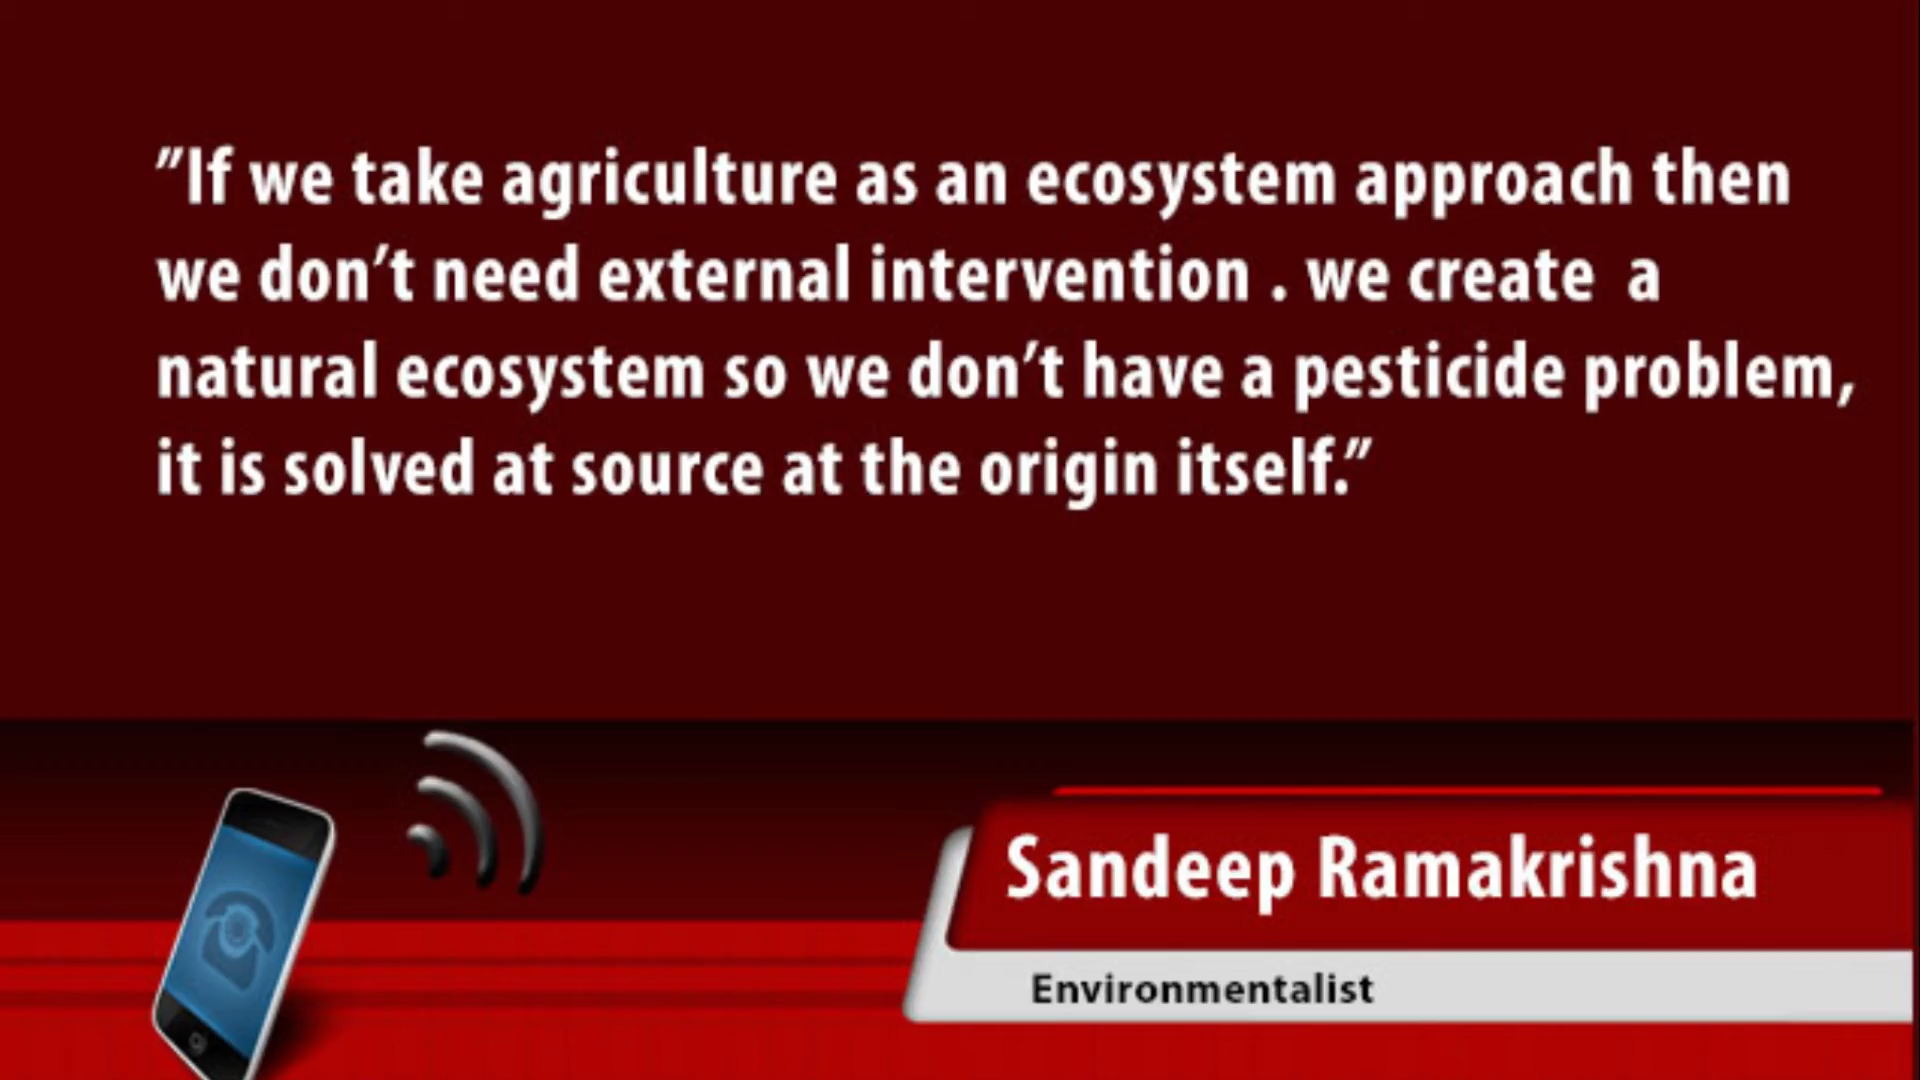 "If we take agriculture as an ecosystem approach then
we don't need external intervention . we create  a
natural ecosystem so we don't have a pesticide problem,
it is solved at source at the origin itself."
Sandeep Ramakrishna
Environmentalist